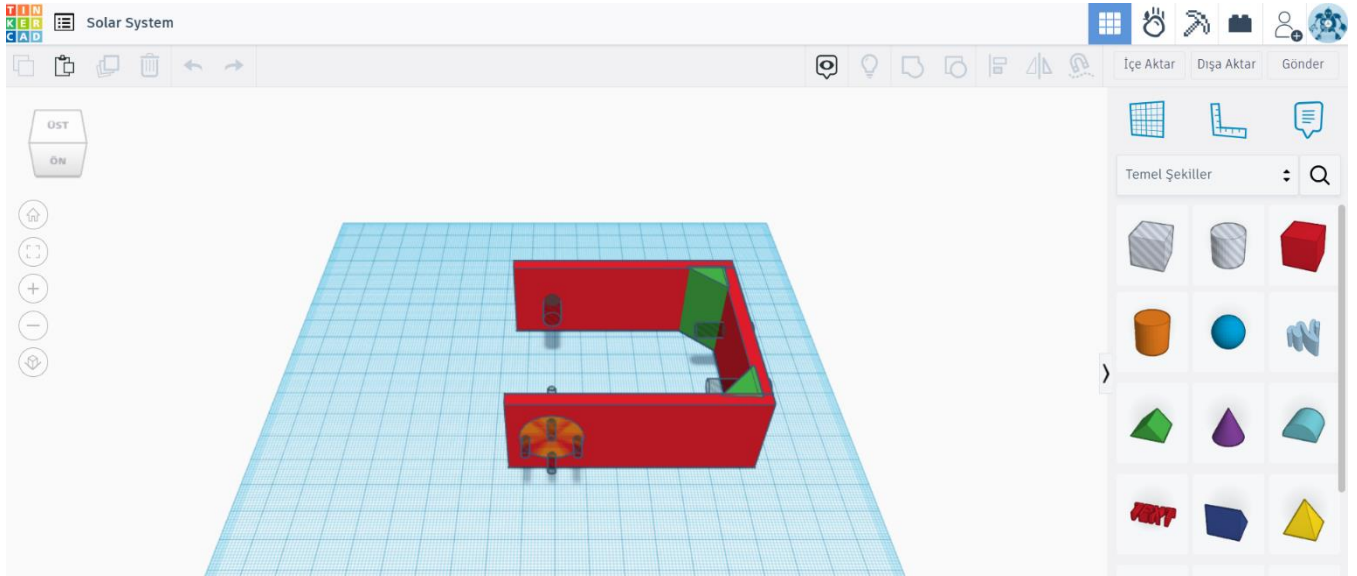 TIN
KER
CAD
Solar System
İçe Aktar
Dışa Aktar
Gönder
ÜST
ÖN
Temel Şekiller
TEXT